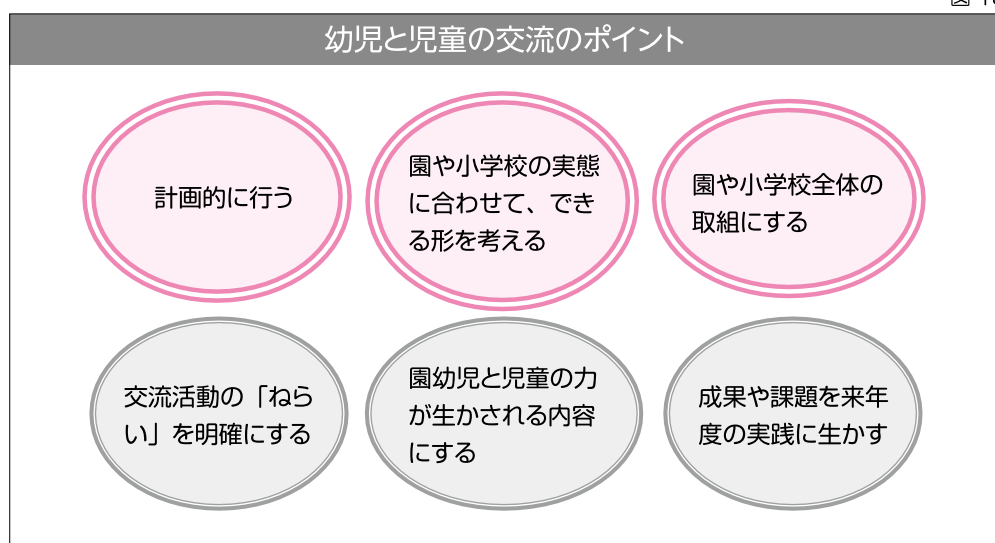 幼児と児童の交流のポイント
計画的に行う
園や小学校の実態
に合わせて、でき
る形を考える
園や小学校全体の
取組にする
交流活動の「ねら
い」を明確にする
園幼児と児童の力
が生かされる内容
にする
成果や課題を来年
度の実践に生かす